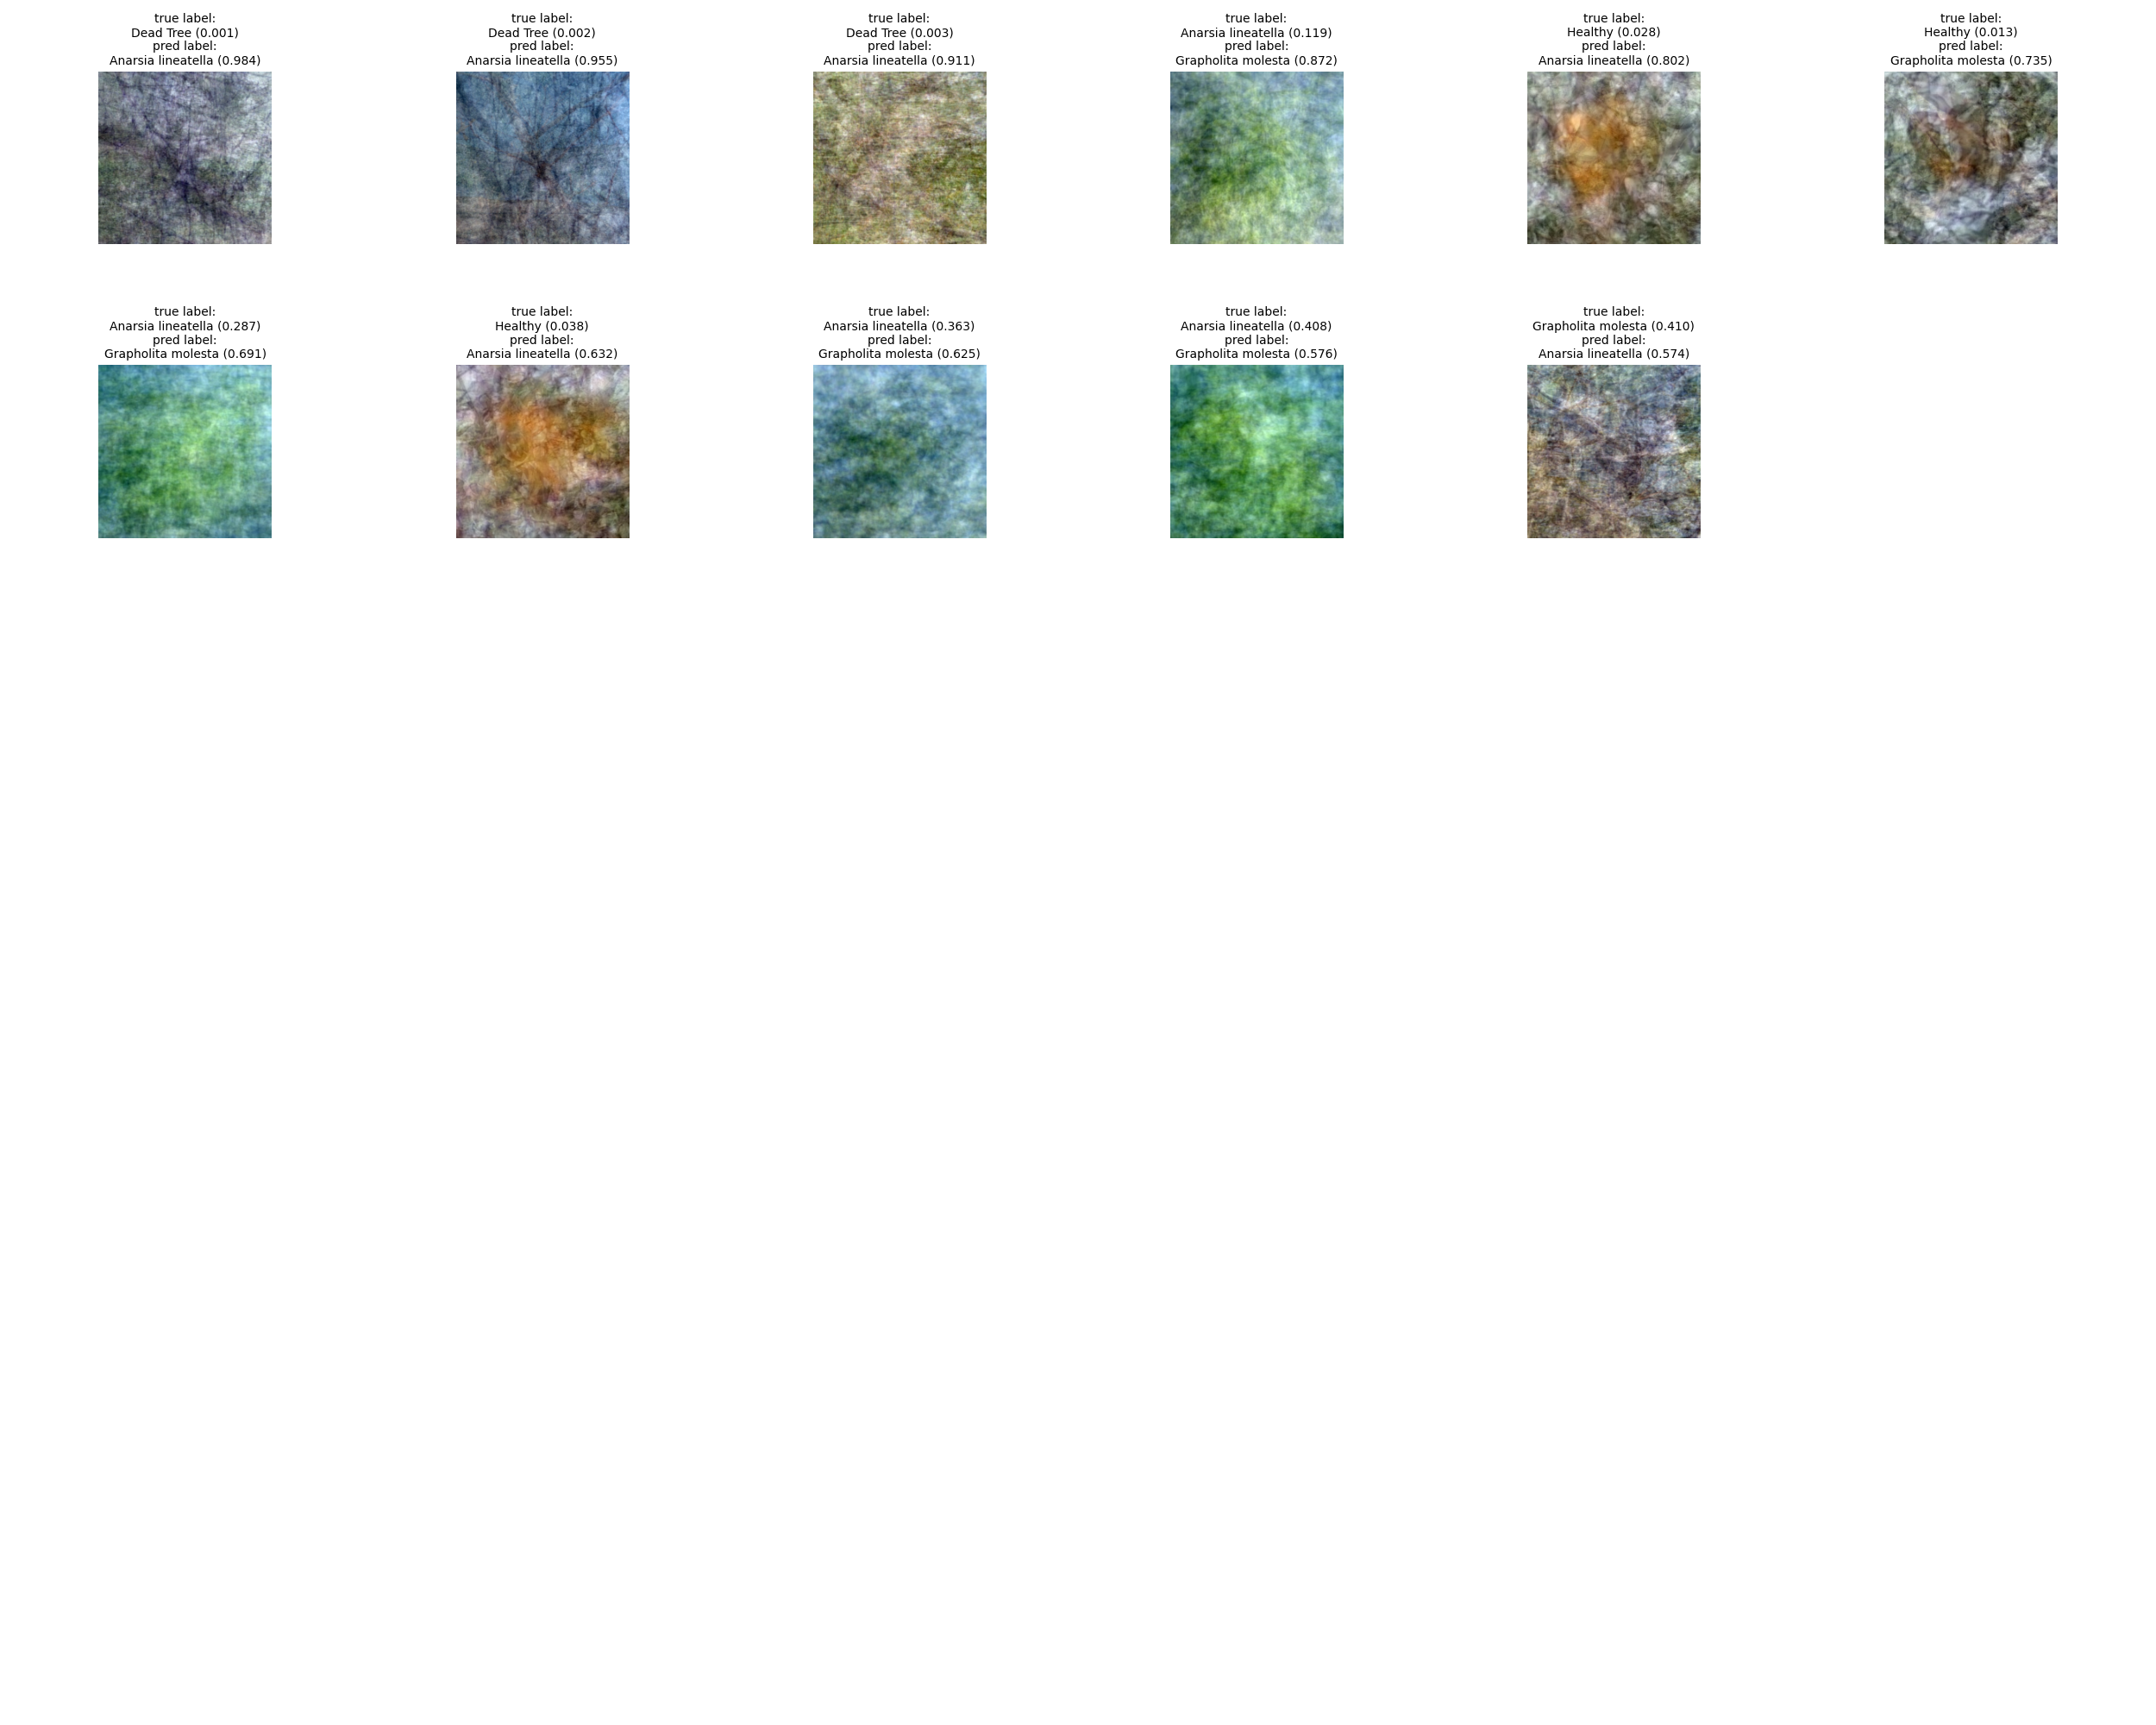 true label:
Dead Tree (0.001)
pred label:
Anarsia lineatella (0.984)
true label:
Dead Tree (0.002)
pred label:
Anarsia lineatella (0.955)
true label:
Dead Tree (0.003)
pred label:
Anarsia lineatella (0.911)
true label:
Anarsia lineatella (0.119)
pred label:
Grapholita molesta (0.872)
true label:
Healthy (0.028)
pred label:
Anarsia lineatella (0.802)
true label:
Healthy (0.013)
pred label:
Grapholita molesta (0.735)
true label:
Anarsia lineatella (0.287)
pred label:
Grapholita molesta (0.691)
true label:
Healthy (0.038)
pred label:
Anarsia lineatella (0.632)
true label:
Anarsia lineatella (0.363)
pred label:
Grapholita molesta (0.625)
true label:
Anarsia lineatella (0.408)
pred label:
Grapholita molesta (0.576)
true label:
Grapholita molesta (0.410)
pred label:
Anarsia lineatella (0.574)